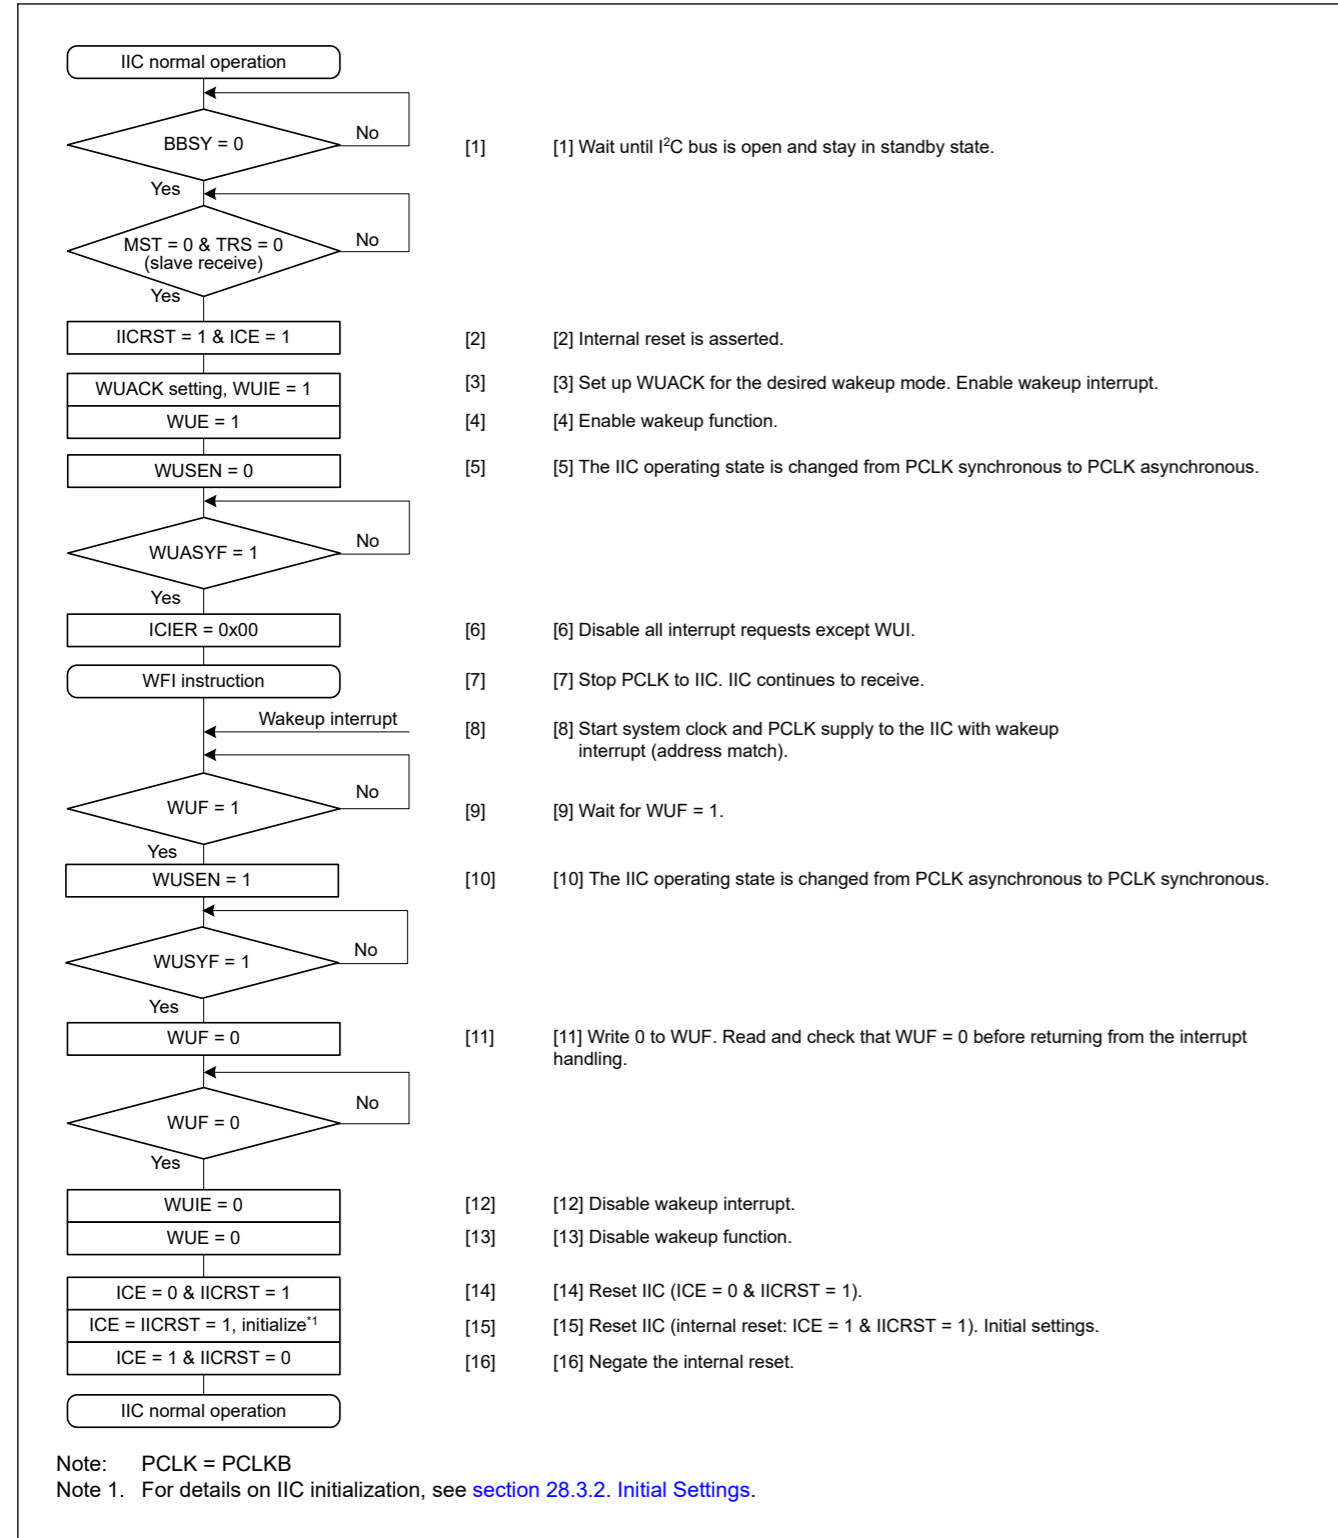 IIC normal operation
BBSY = 0
No
[1]
[1] Wait until I²C bus is open and stay in standby state.
Yes
MST = 0 & TRS = 0
(slave receive)
No
Yes
IICRST = 1 & ICE = 1
[2]
[2] Internal reset is asserted.
WUACK setting, WUIE = 1
[3]
[3] Set up WUACK for the desired wakeup mode. Enable wakeup interrupt.
WUE = 1
[4]
[4] Enable wakeup function.
WUSEN = 0
[5]
[5] The IIC operating state is changed from PCLK synchronous to PCLK asynchronous.
WUASYF = 1
No
Yes
ICIER = 0x00
[6]
[6] Disable all interrupt requests except WUI.
WFI instruction
[7]
[7] Stop PCLK to IIC. IIC continues to receive.
Wakeup interrupt
[8]
[8] Start system clock and PCLK supply to the IIC with wakeup
interrupt (address match).
WUF = 1
No
[9]
[9] Wait for WUF = 1.
Yes
WUSEN = 1
[10]
[10] The IIC operating state is changed from PCLK asynchronous to PCLK synchronous.
WUSYF = 1
No
Yes
WUF = 0
[11]
[11] Write 0 to WUF. Read and check that WUF = 0 before returning from the interrupt
handling.
WUF = 0
No
Yes
WUIE = 0
[12]
[12] Disable wakeup interrupt.
WUE = 0
[13]
[13] Disable wakeup function.
ICE = 0 & IICRST = 1
[14]
[14] Reset IIC (ICE = 0 & IICRST = 1).
ICE = IICRST = 1, initialize*1
[15]
[15] Reset IIC (internal reset: ICE = 1 & IICRST = 1). Initial settings.
ICE = 1 & IICRST = 0
[16]
[16] Negate the internal reset.
IIC normal operation
Note: PCLK = PCLKB
Note 1. For details on IIC initialization, see section 28.3.2. Initial Settings.